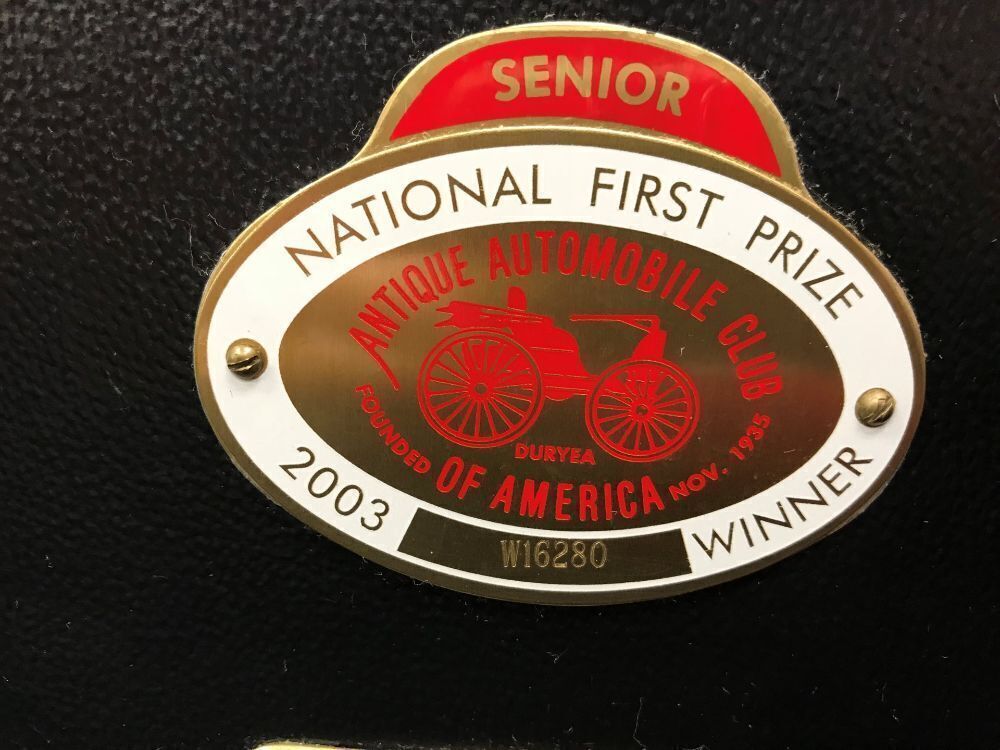 SENIOR
NATIONAL FIRST PRIZE
ANTIQUE AUTOMOBILE CLUB
OF AMERICA
FOUNDED
NOV. 1935
DURYEA
2003
W16280
WINNER